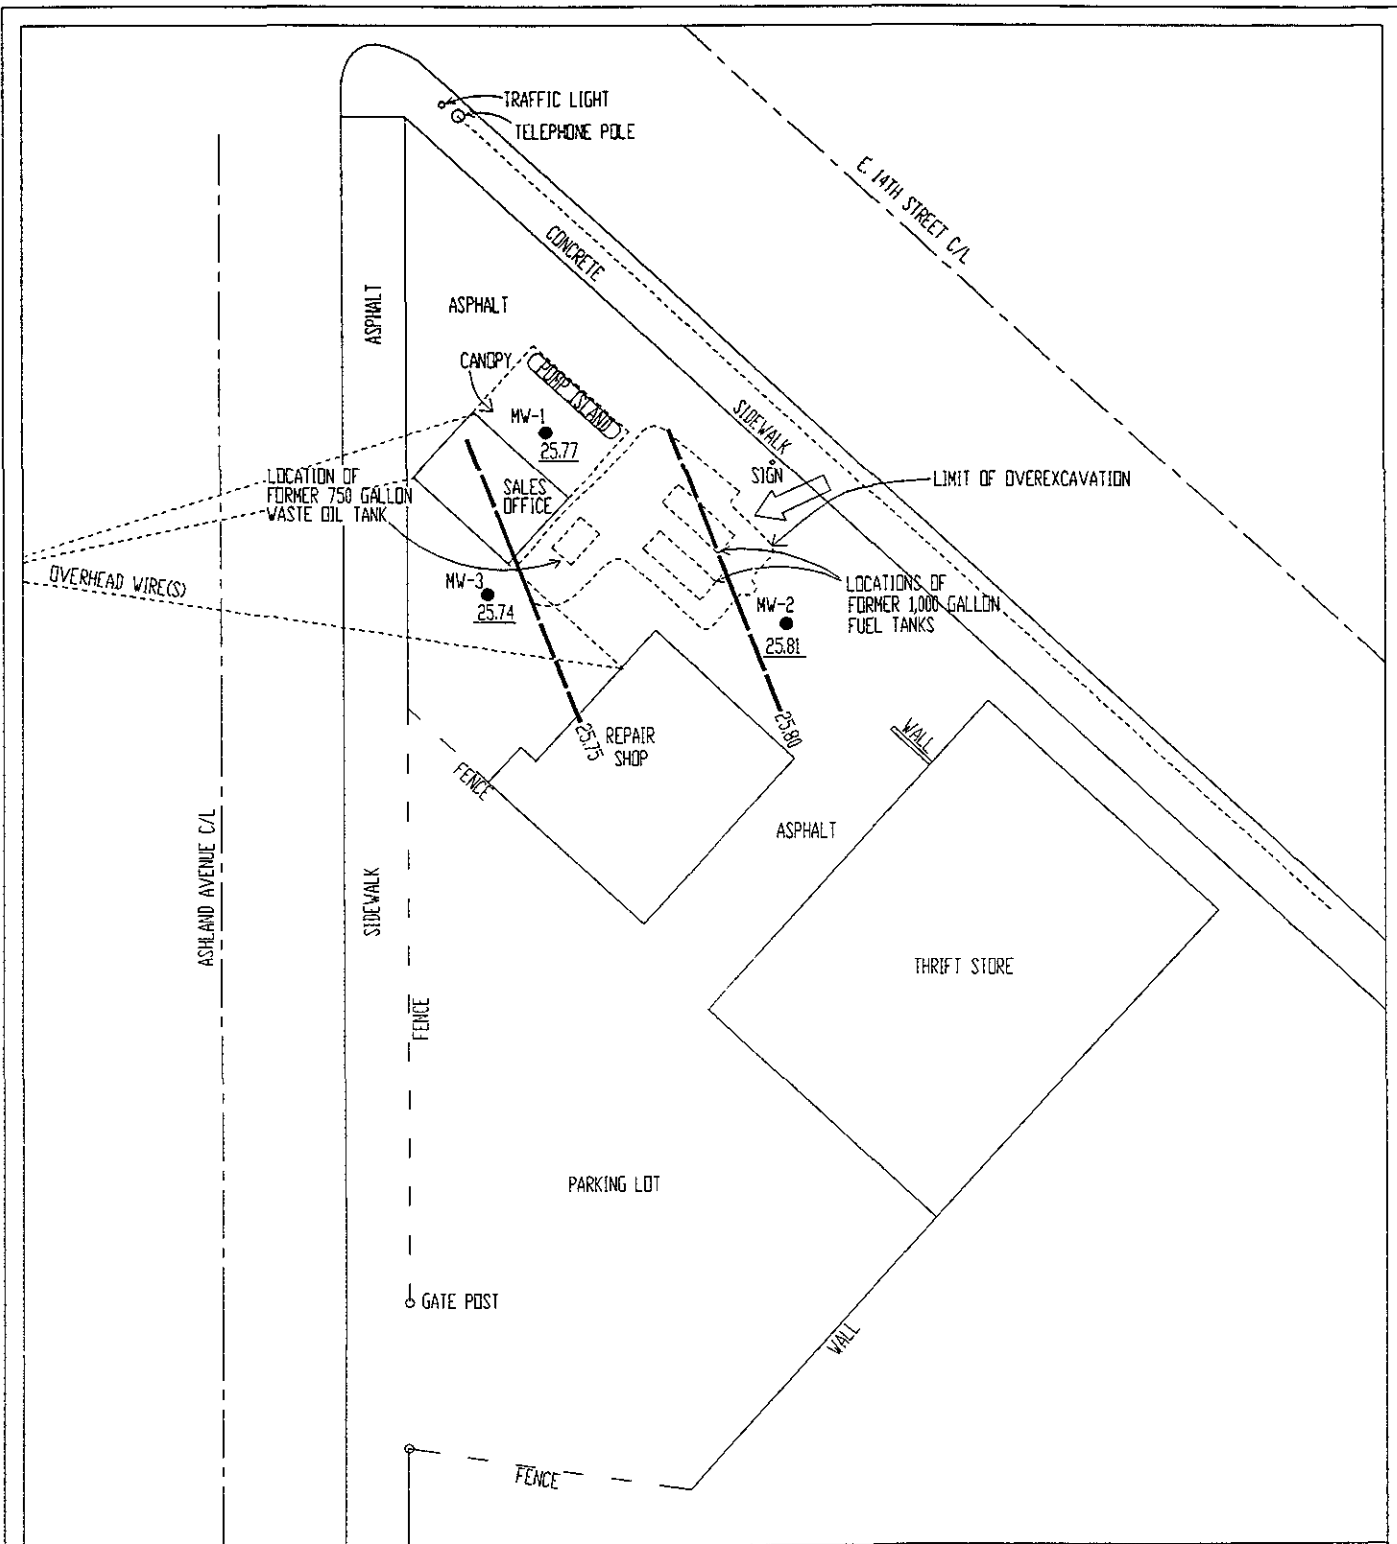 TRAFFIC LIGHT
TELEPHONE POLE
E. 14TH STREET C/L
CONCRETE
ASPHALT
ASPHALT
CANOPY
PUMP ISLAND
MW-1
25.77
SIDEWALK
SIGN
LIMIT OF OVEREXCAVATION
LOCATION OF
FORMER 750 GALLON
WASTE OIL TANK
SALES
OFFICE
OVERHEAD WIRE(S)
MW-3
25.74
LOCATIONS OF
FORMER 1,000 GALLON
FUEL TANKS
MW-2
25.81
25.75
25.80
REPAIR
SHOP
WALL
FENCE
ASPHALT
ASHLAND AVENUE C/L
SIDEWALK
THRIFT STORE
FENCE
PARKING LOT
GATE POST
WALL
FENCE